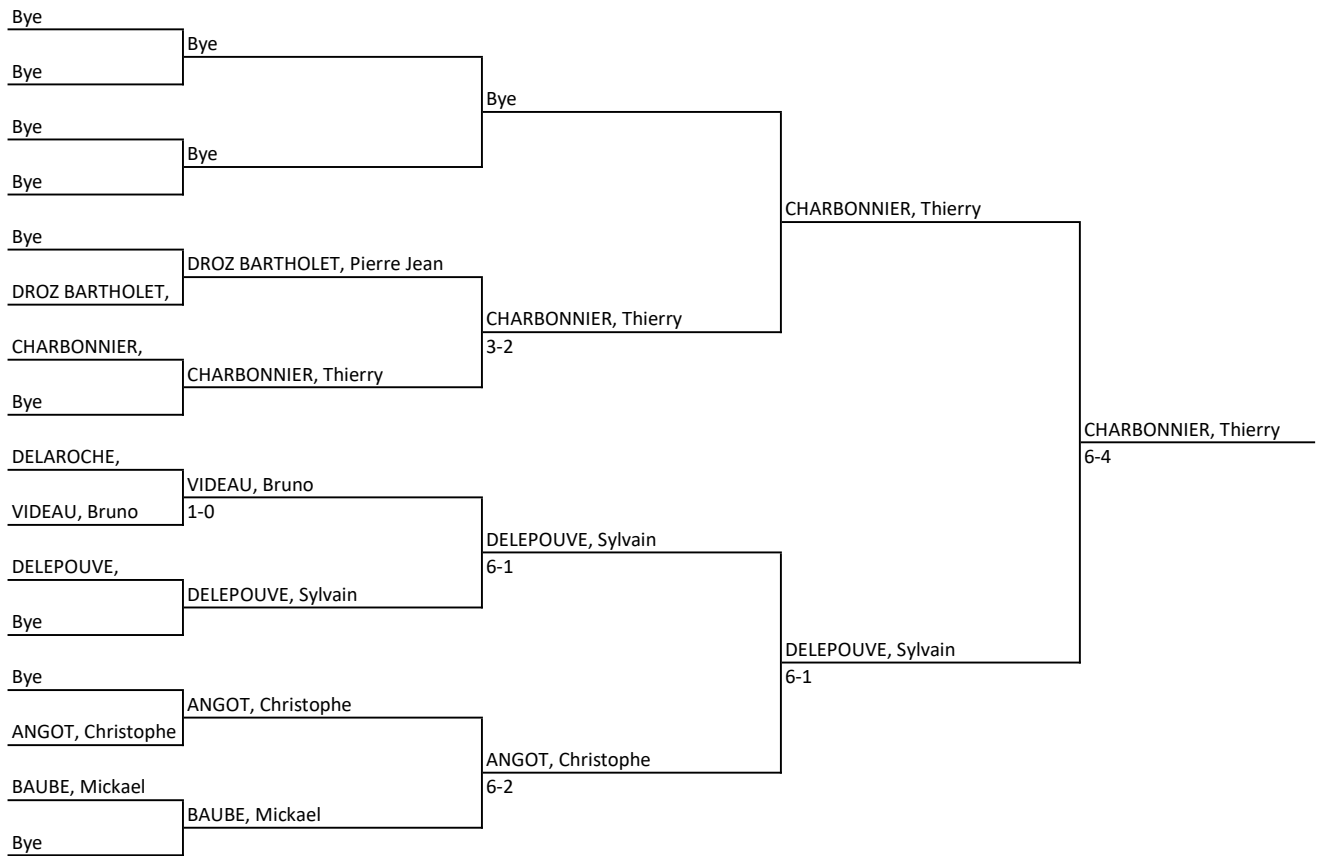 Bye
Bye
Bye
Bye
Bye
Bye
Bye
Bye
CHARBONNIER, Thierry
DROZ BARTHOLET, Pierre Jean
DROZ BARTHOLET,
CHARBONNIER, Thierry
CHARBONNIER,
3-2
CHARBONNIER, Thierry
Bye
CHARBONNIER, Thierry
DELAROCHE,
6-4
VIDEAU, Bruno
VIDEAU, Bruno
1-0
DELEPOUVE, Sylvain
DELEPOUVE,
6-1
DELEPOUVE, Sylvain
Bye
DELEPOUVE, Sylvain
Bye
6-1
ANGOT, Christophe
ANGOT, Christophe
ANGOT, Christophe
BAUBE, Mickael
6-2
BAUBE, Mickael
Bye